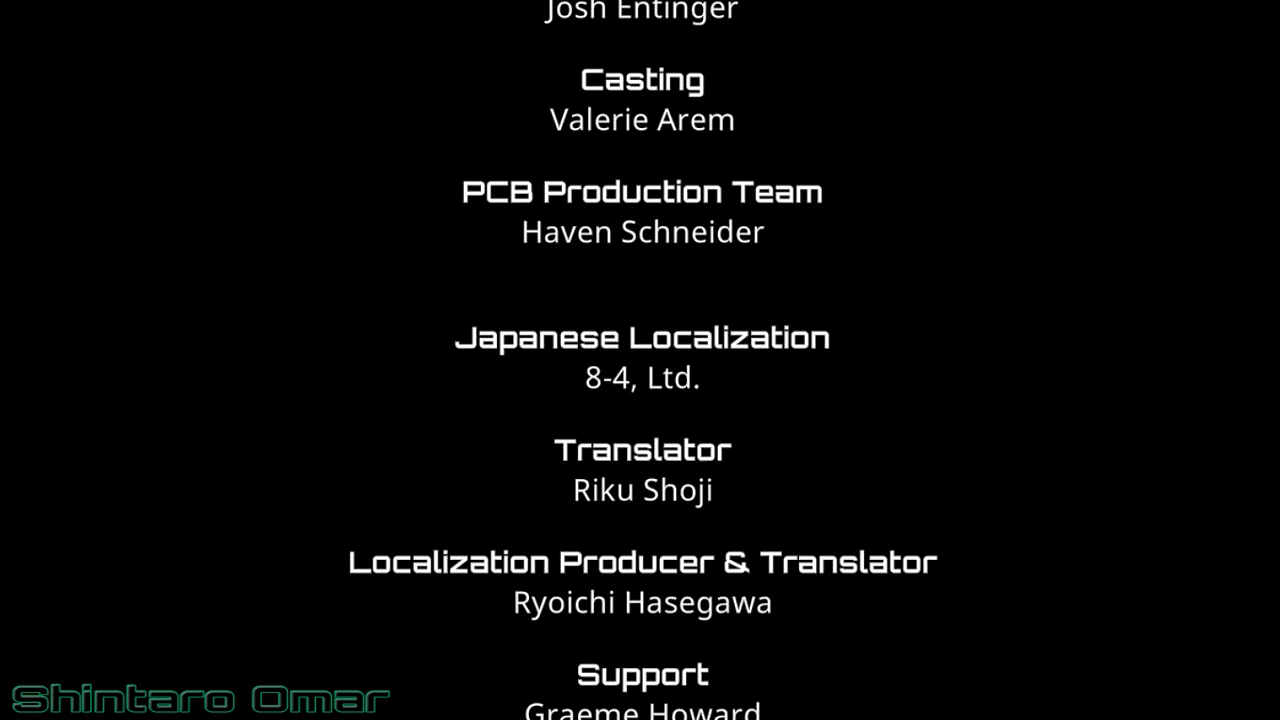 Josh Entinger
Casting
Valerie Arem
PCB Production Team
Haven Schneider
Japanese Localization
8-4, Ltd.
Translator
Riku Shoji
Localization Producer & Translator
Ryoichi Hasegawa
Support
Graeme Howard
Shintaro Omar